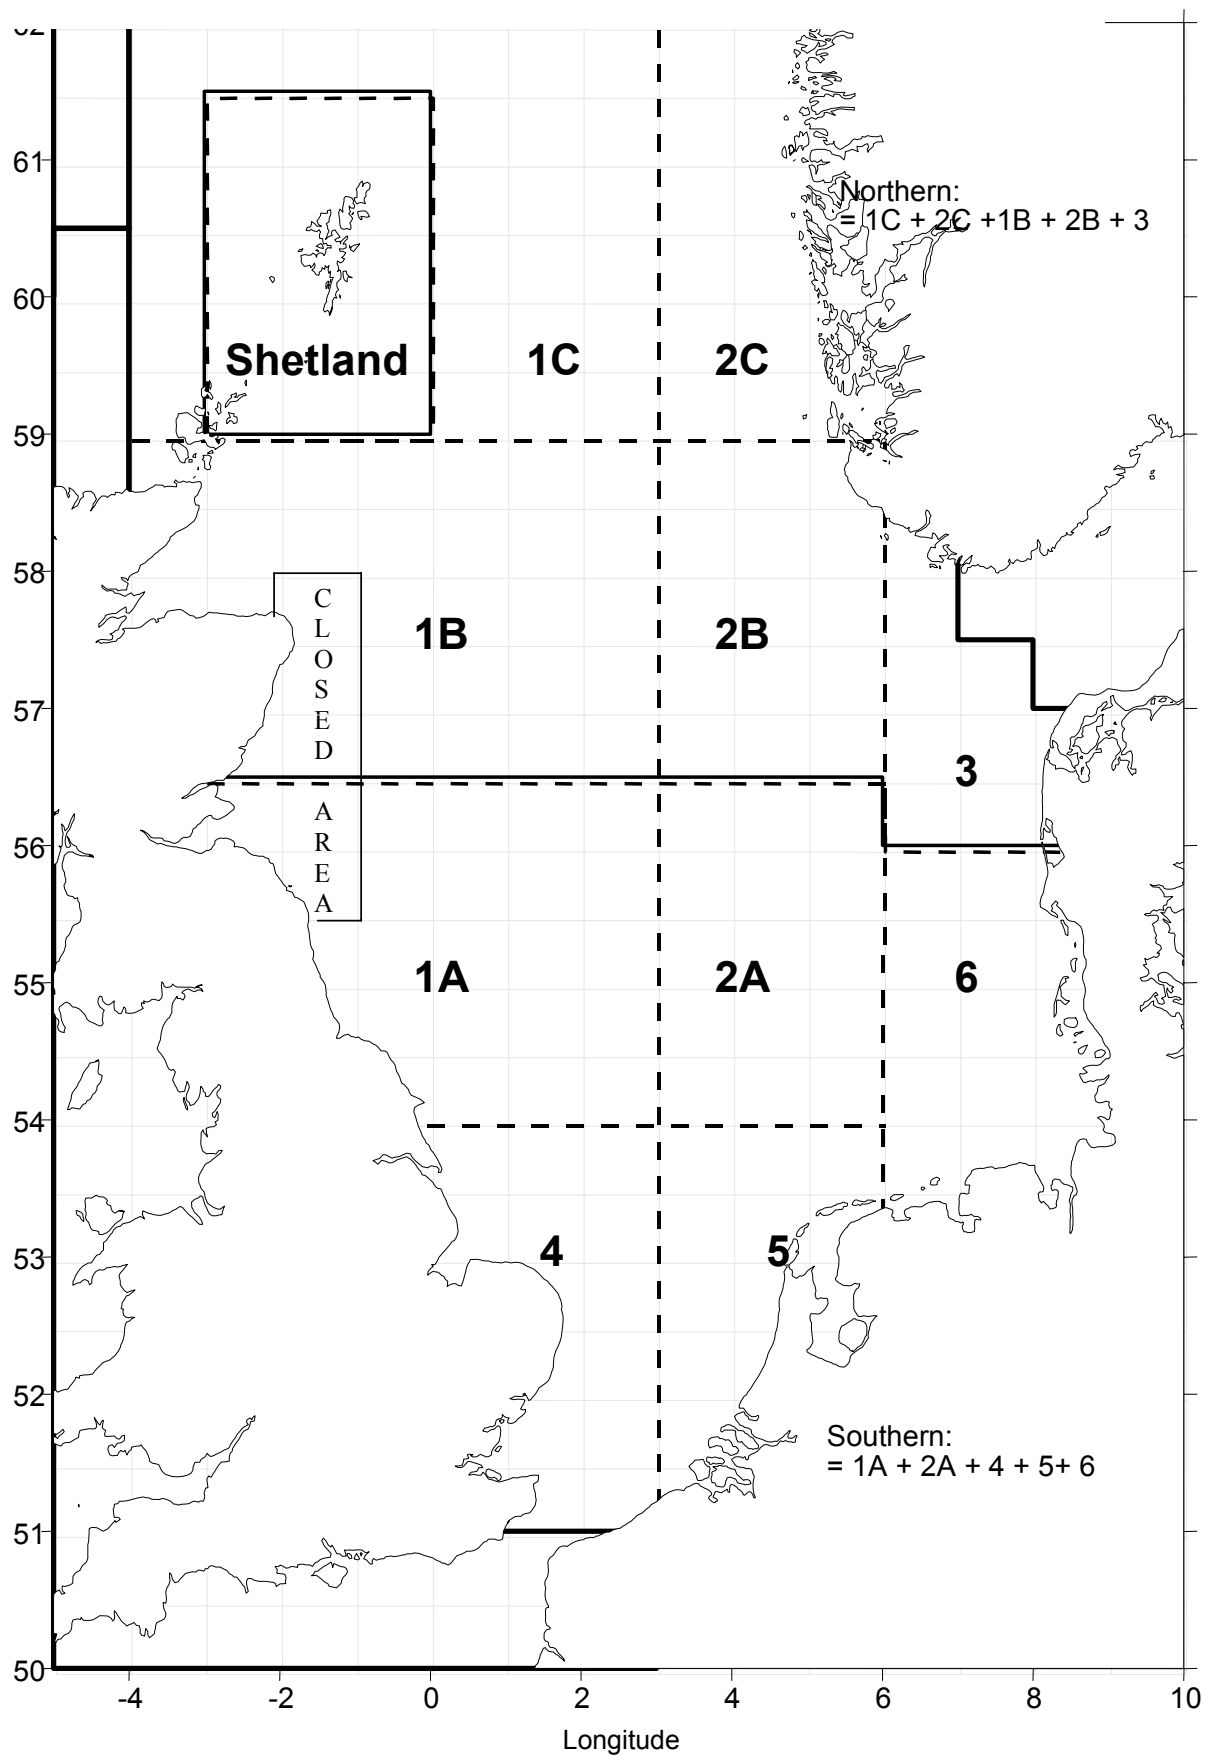 62
61
Northern:
= 1C + 2C +1B + 2B + 3
60
Shetland
1C
2C
59
58
C
L
O
S
E
D
1B
2B
57
3
A
R
E
A
56
1A
2A
6
55
54
4
5
53
52
Southern:
= 1A + 2A + 4 + 5+ 6
51
50
-4 -2 0 2 4 6 8 10
Longitude